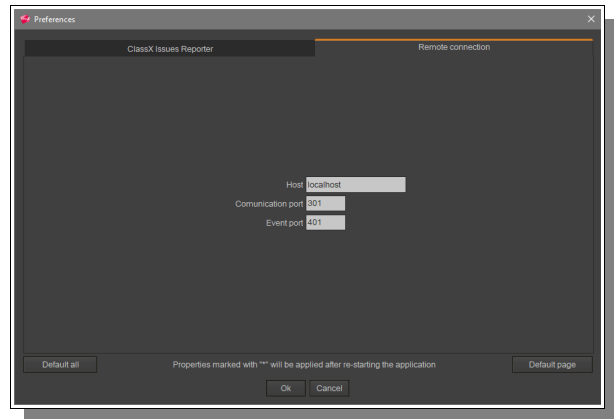 Preferences
ClassX Issues Reporter
Remote connection
Host localhost
Comunication port 301
Event port 401
Default all
Properties marked with "*" will be applied after re-starting the application
Default page
Ok
Cancel